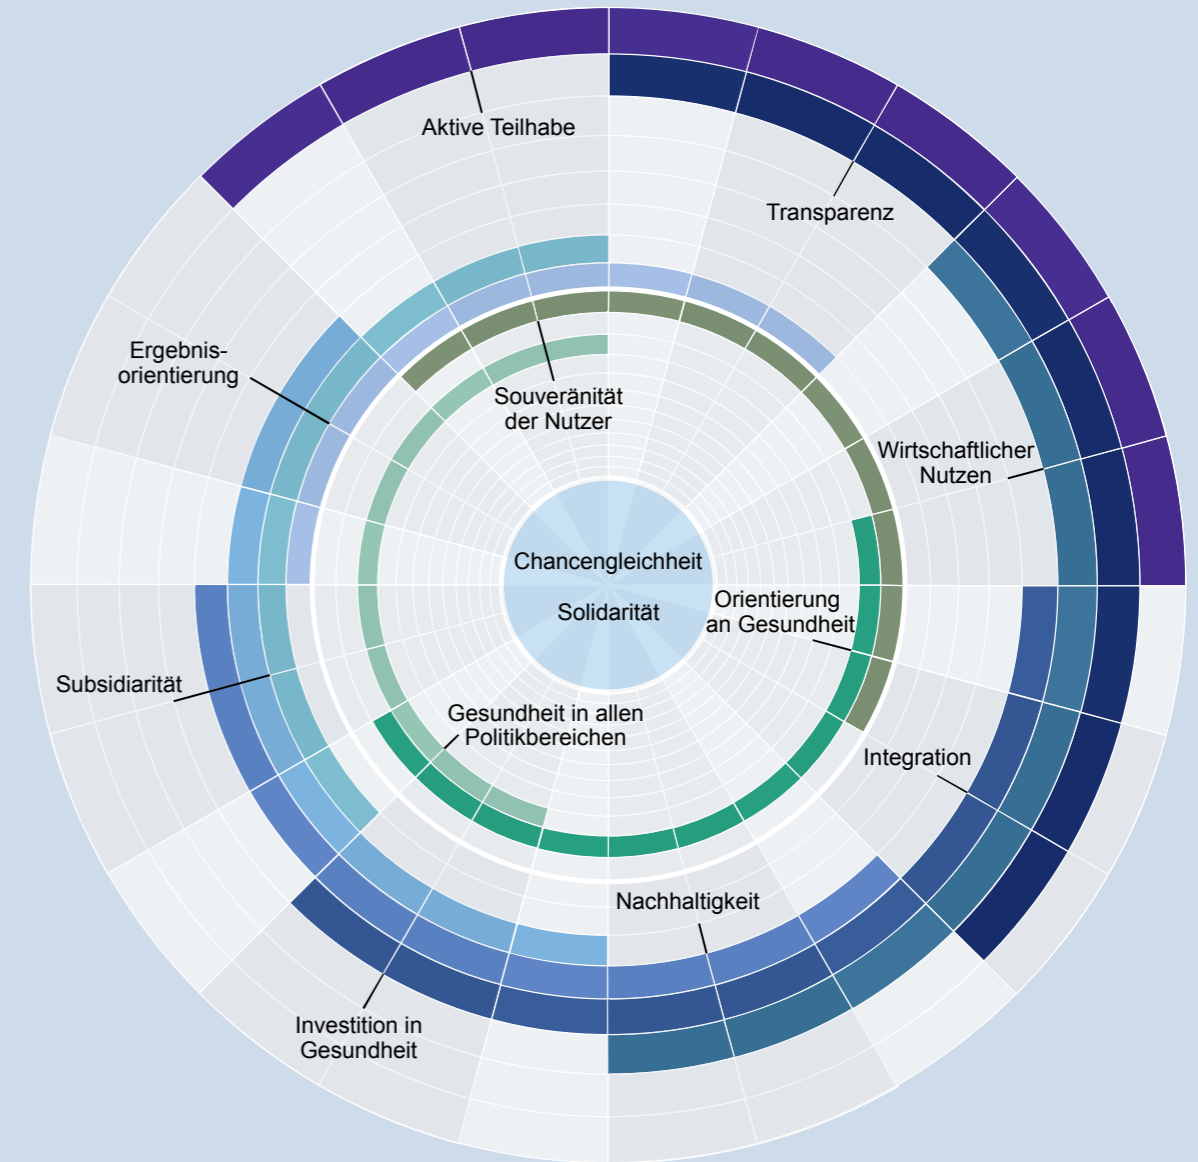 Aktive Teilhabe
Transparenz
Ergebnis-
orientierung
Souveränität
der Nutzer
Wirtschaftlicher
Nutzen
Chancengleichheit
Solidarität
Orientierung
an Gesundheit
Subsidiarität
Gesundheit in allen
Politikbereichen
Integration
Nachhaltigkeit
Investition in
Gesundheit